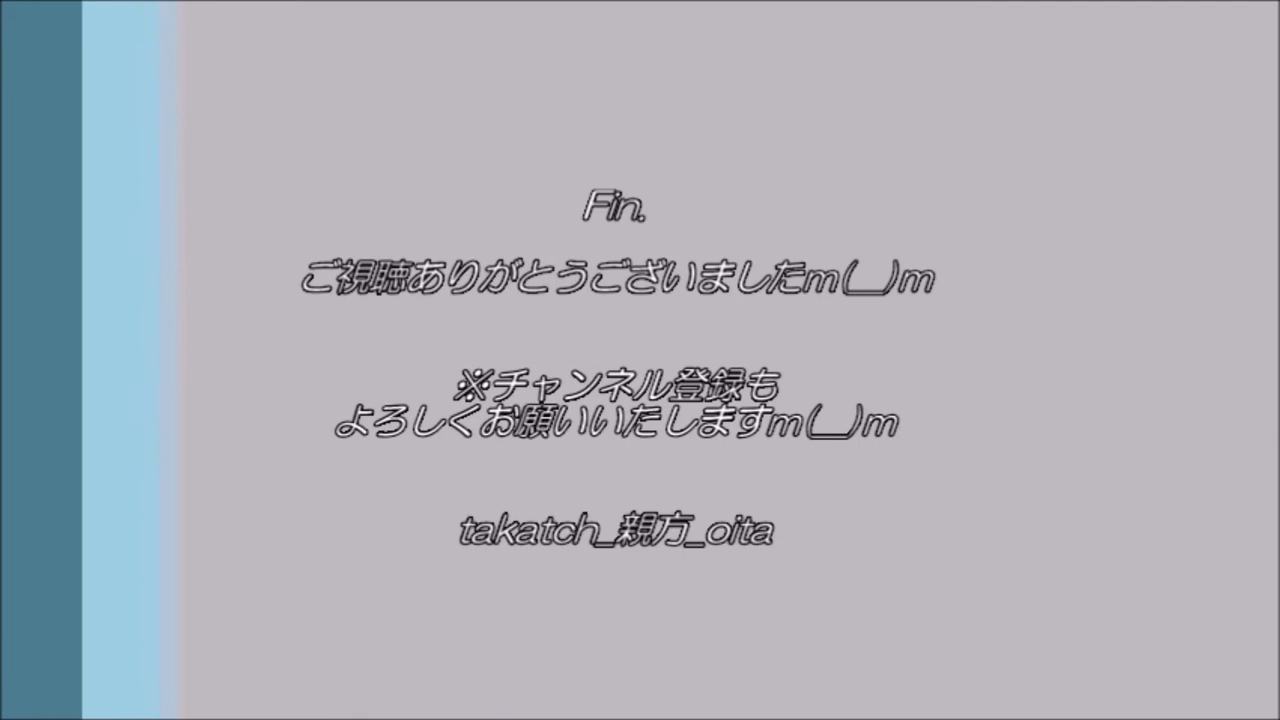 Fin.
ご視聴ありがとうございましたm(__)m
※チャンネル登録も
よろしくお願いいたしますm(__)m
takatch_親方_oita